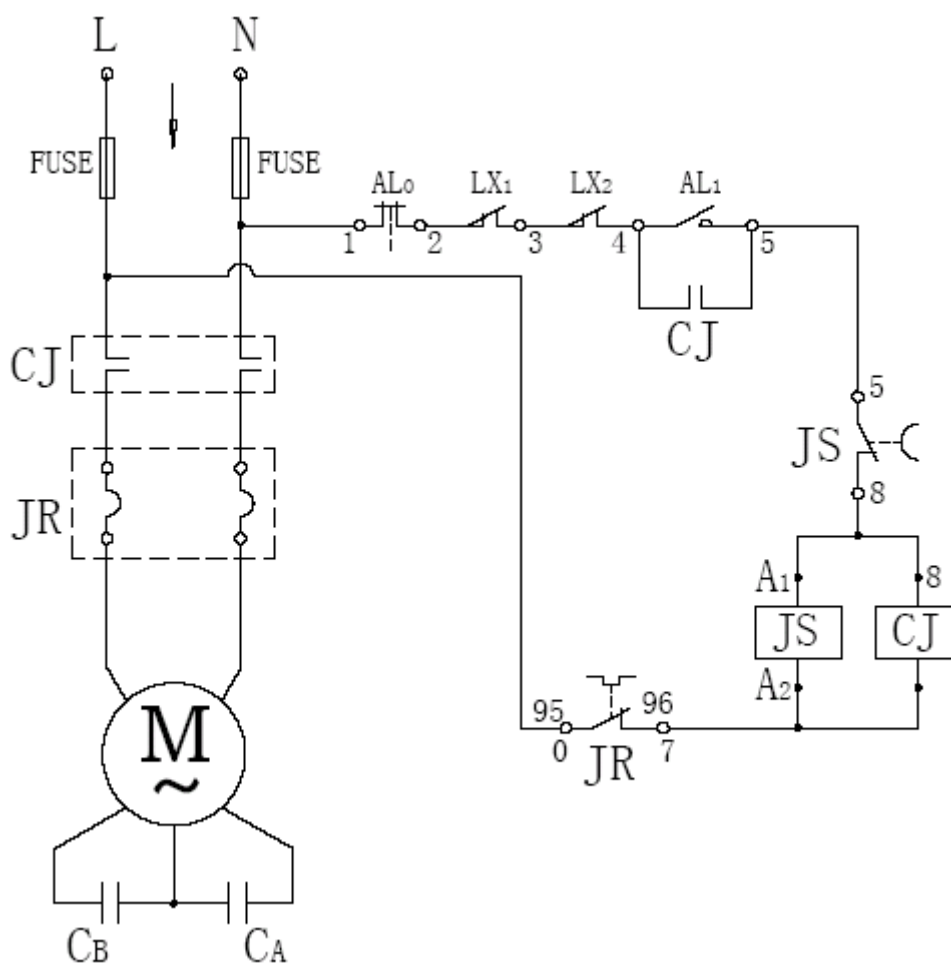 L N
FUSE FUSE
AL0 LX1 LX2 AL1
1 2 3 4 5
CJ CJ
5
JS
JR 8
A1 8
JS CJ
A2
95 96
0 JR 7
M
~
CB CA